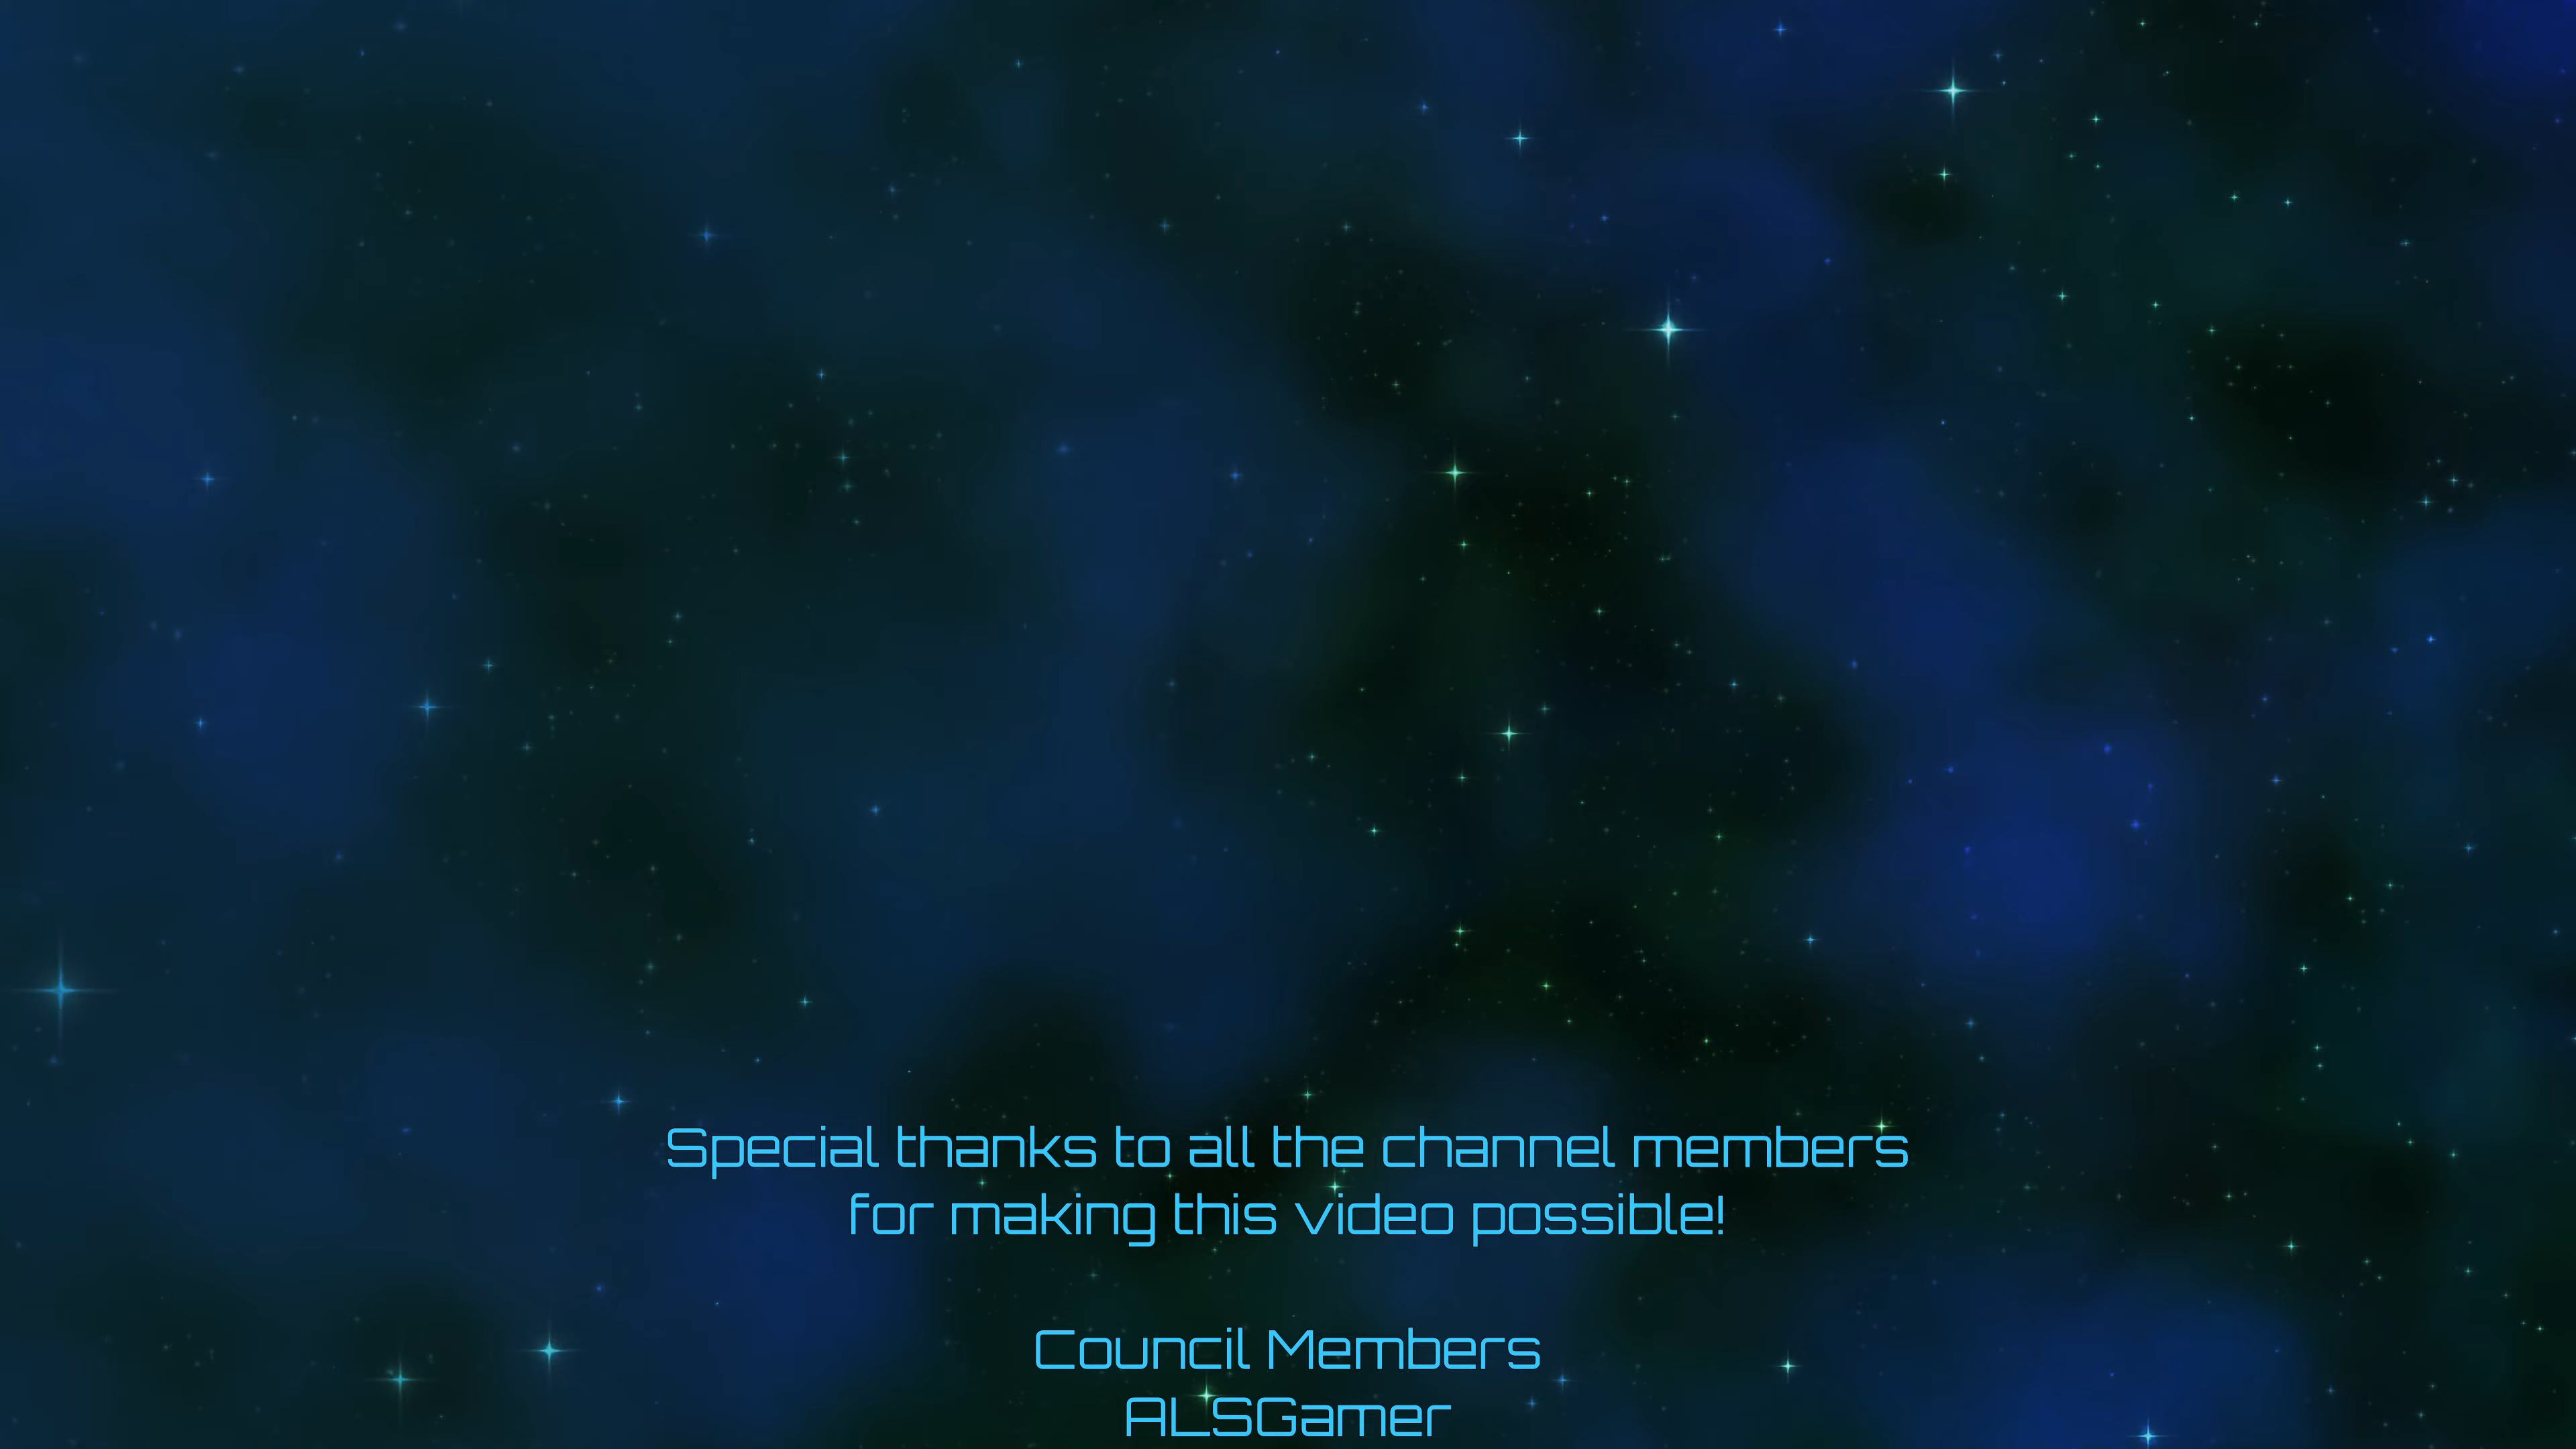 Special thanks to all the channel members
for making this video possible!
Council Members
ALSGamer